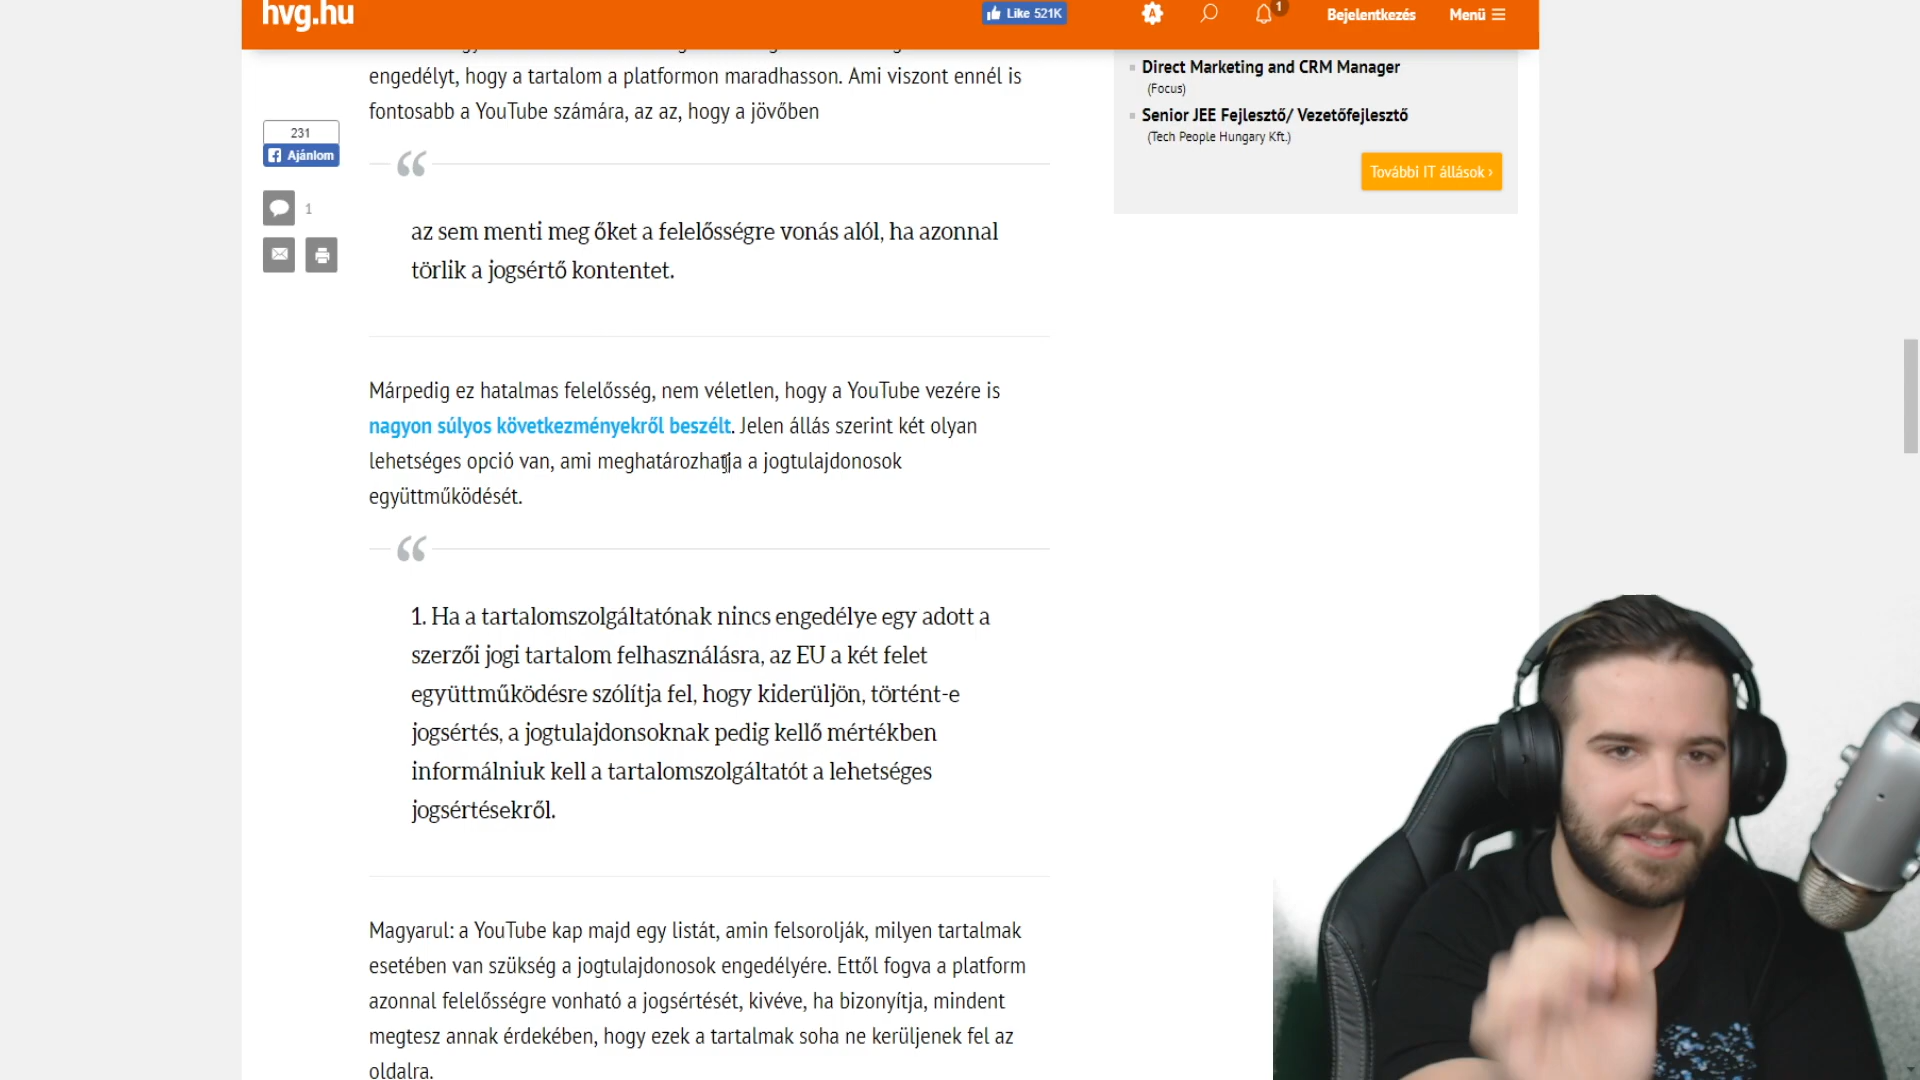 hvg.hu
Like 521K
1
Bejelentkezés
Menü
engedélyt, hogy a tartalom a platformon maradhasson. Ami viszont ennél is
fontosabb a YouTube számára, az az, hogy a jövőben
231
Ajánlom
1
az sem menti meg őket a felelősségre vonás alól, ha azonnal
törlik a jogsértő kontentet.
Márpedig ez hatalmas felelősség, nem véletlen, hogy a YouTube vezére is
nagyon súlyos következményekről beszélt. Jelen állás szerint két olyan
lehetséges opció van, ami meghatározhatja a jogtulajdonosok
együttműködését.
1. Ha a tartalomszolgáltatónak nincs engedélye egy adott a
szerzői jogi tartalom felhasználásra, az EU a két felet
együttműködésre szólítja fel, hogy kiderüljön, történt-e
jogsértés, a jogtulajdonsoknak pedig kellő mértékben
informálniuk kell a tartalomszolgáltatót a lehetséges
jogsértésekről.
Magyarul: a YouTube kap majd egy listát, amin felsorolják, milyen tartalmak
esetében van szükség a jogtulajdonosok engedélyére. Ettől fogva a platform
azonnal felelősségre vonható a jogsértését, kivéve, ha bizonyítja, mindent
megtesz annak érdekében, hogy ezek a tartalmak soha ne kerüljenek fel az
oldalra.
Direct Marketing and CRM Manager
(Focus)
Senior JEE Fejlesztő/ Vezetőfejlesztő
(Tech People Hungary Kft.)
További IT állások ›